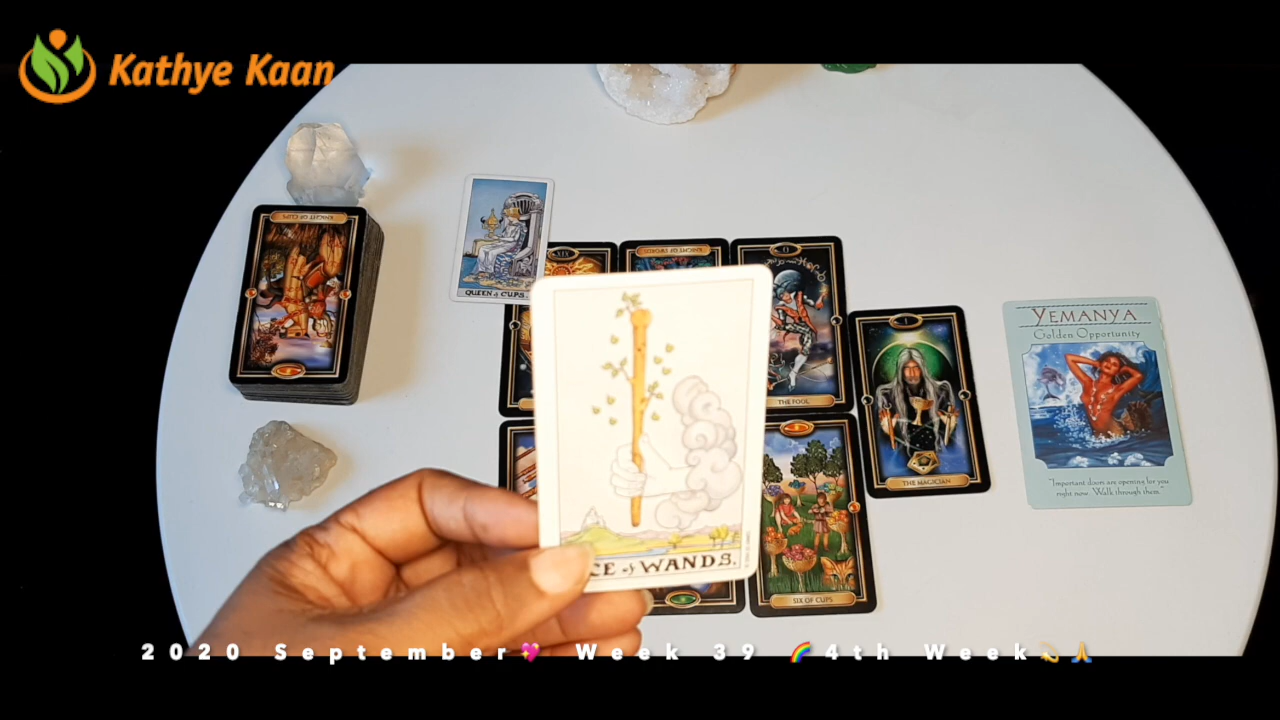 Kathye Kaan
KNIGHT OF CUPS
QUEEN of CUPS.
XIV
KNIGHT OF SWORDS
0
THE FOOL
I
THE MAGICIAN
YEMANYA
Golden Opportunity
"Important doors are opening for you
right now. Walk through them."
CE of WANDS.
SIX OF CUPS
2020 September💖 Week 39 🌈4th Week💫🙏